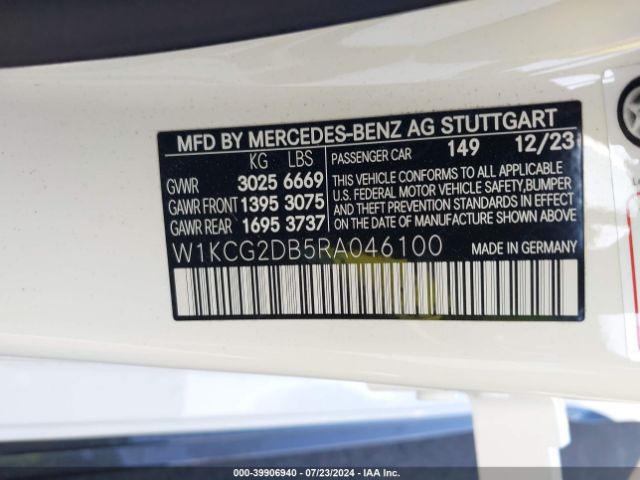 MFD BY MERCEDES-BENZ AG STUTTGART
KG LBS PASSENGER CAR 149 12/23
GVWR 3025 6669
GAWR FRONT 1395 3075
GAWR REAR 1695 3737
THIS VEHICLE CONFORMS TO ALL APPLICABLE
U.S. FEDERAL MOTOR VEHICLE SAFETY, BUMPER
AND THEFT PREVENTION STANDARDS IN EFFECT
ON THE DATE OF MANUFACTURE SHOWN ABOVE.
W1KCG2DB5RA046100 MADE IN GERMANY
000-39906940 / 07/23/2024 - IAA Inc.